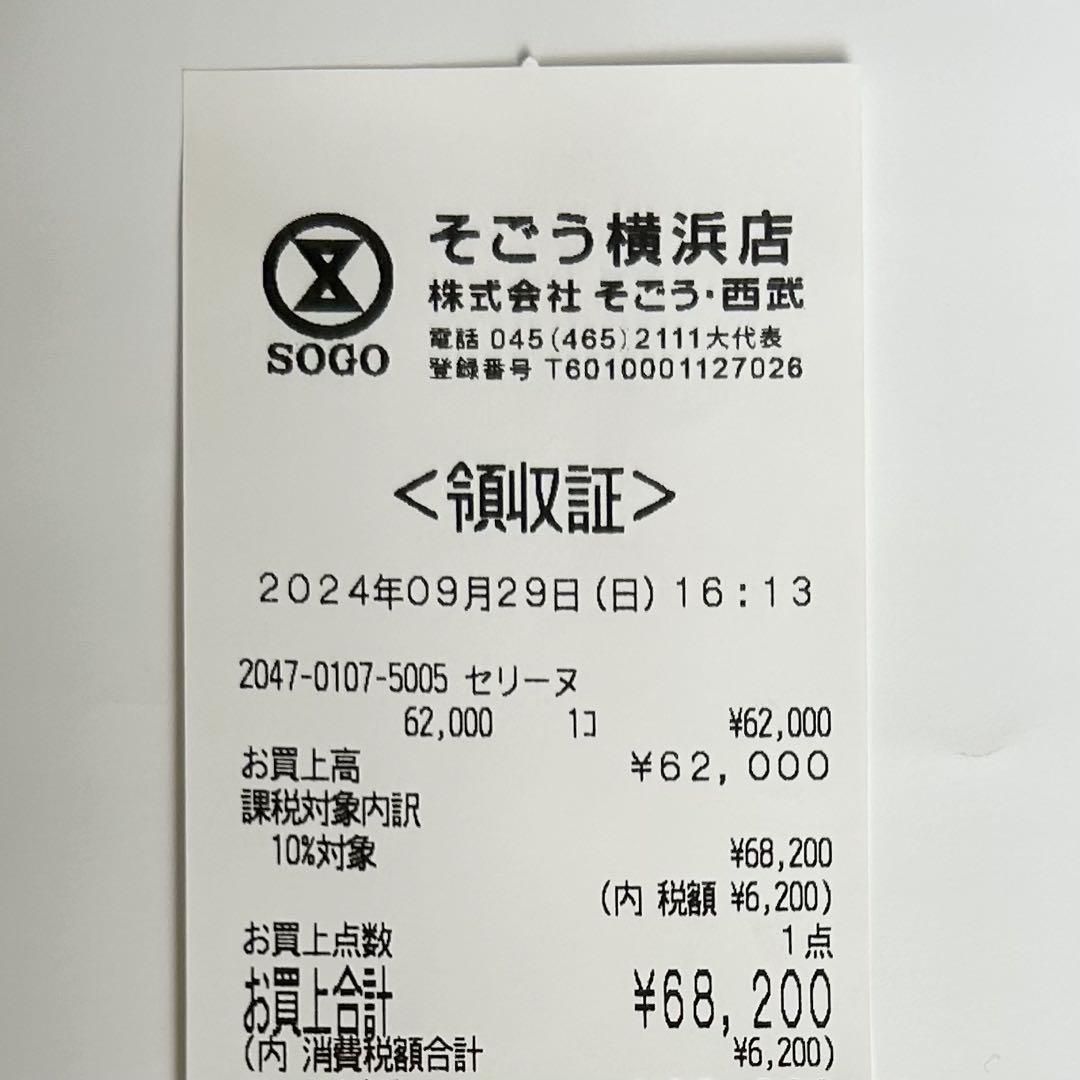 そごう横浜店
株式会社 そごう・西武
電話 045(465)2111大代表
登録番号 T6010001127026
SOGO
<領収証>
2024年09月29日(日)16:13
2047-0107-5005 セリーヌ
62,000 1コ ¥62,000
お買上高 ¥62,000
課税対象内訳
10%対象 ¥68,200
(内 税額 ¥6,200)
お買上点数 1点
お買上合計 ¥68,200
(内 消費税額合計 ¥6,200)